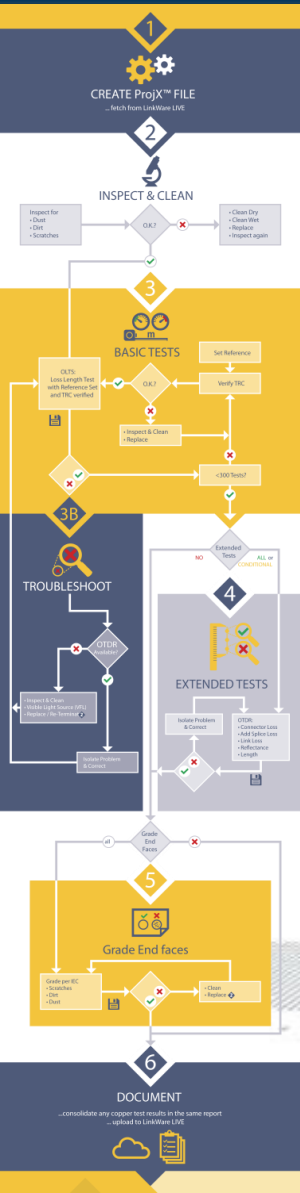 1
CREATE ProjX™ FILE
... fetch from LinkWare LIVE
2
INSPECT & CLEAN
Inspect for
• Dust
• Dirt
• Scratches
O.K.?
• Clean Dry
• Clean Wet
• Replace
• Inspect again
3
m
BASIC TESTS
Set Reference
OLTS:
Loss Length Test
with Reference Set
and TRC verified
O.K.?
Verify TRC
• Inspect & Clean
• Replace
<300 Tests?
3B
TROUBLESHOOT
Extended
Tests
NO
ALL or
CONDITIONAL
4
EXTENDED TESTS
OTDR
Available?
• Inspect & Clean
• Visible Light Source (VFL)
• Replace / Re-Terminate
Isolate Problem
& Correct
Isolate Problem
& Correct
OTDR:
• Connector Loss
• Add Splice Loss
• Link Loss
• Reflectance
• Length
Grade
End
Faces
all
5
Grade End faces
Grade per IEC
• Scratches
• Dirt
• Dust
• Clean
• Replace
6
DOCUMENT
...consolidate any copper test results in the same report
... upload to LinkWare LIVE